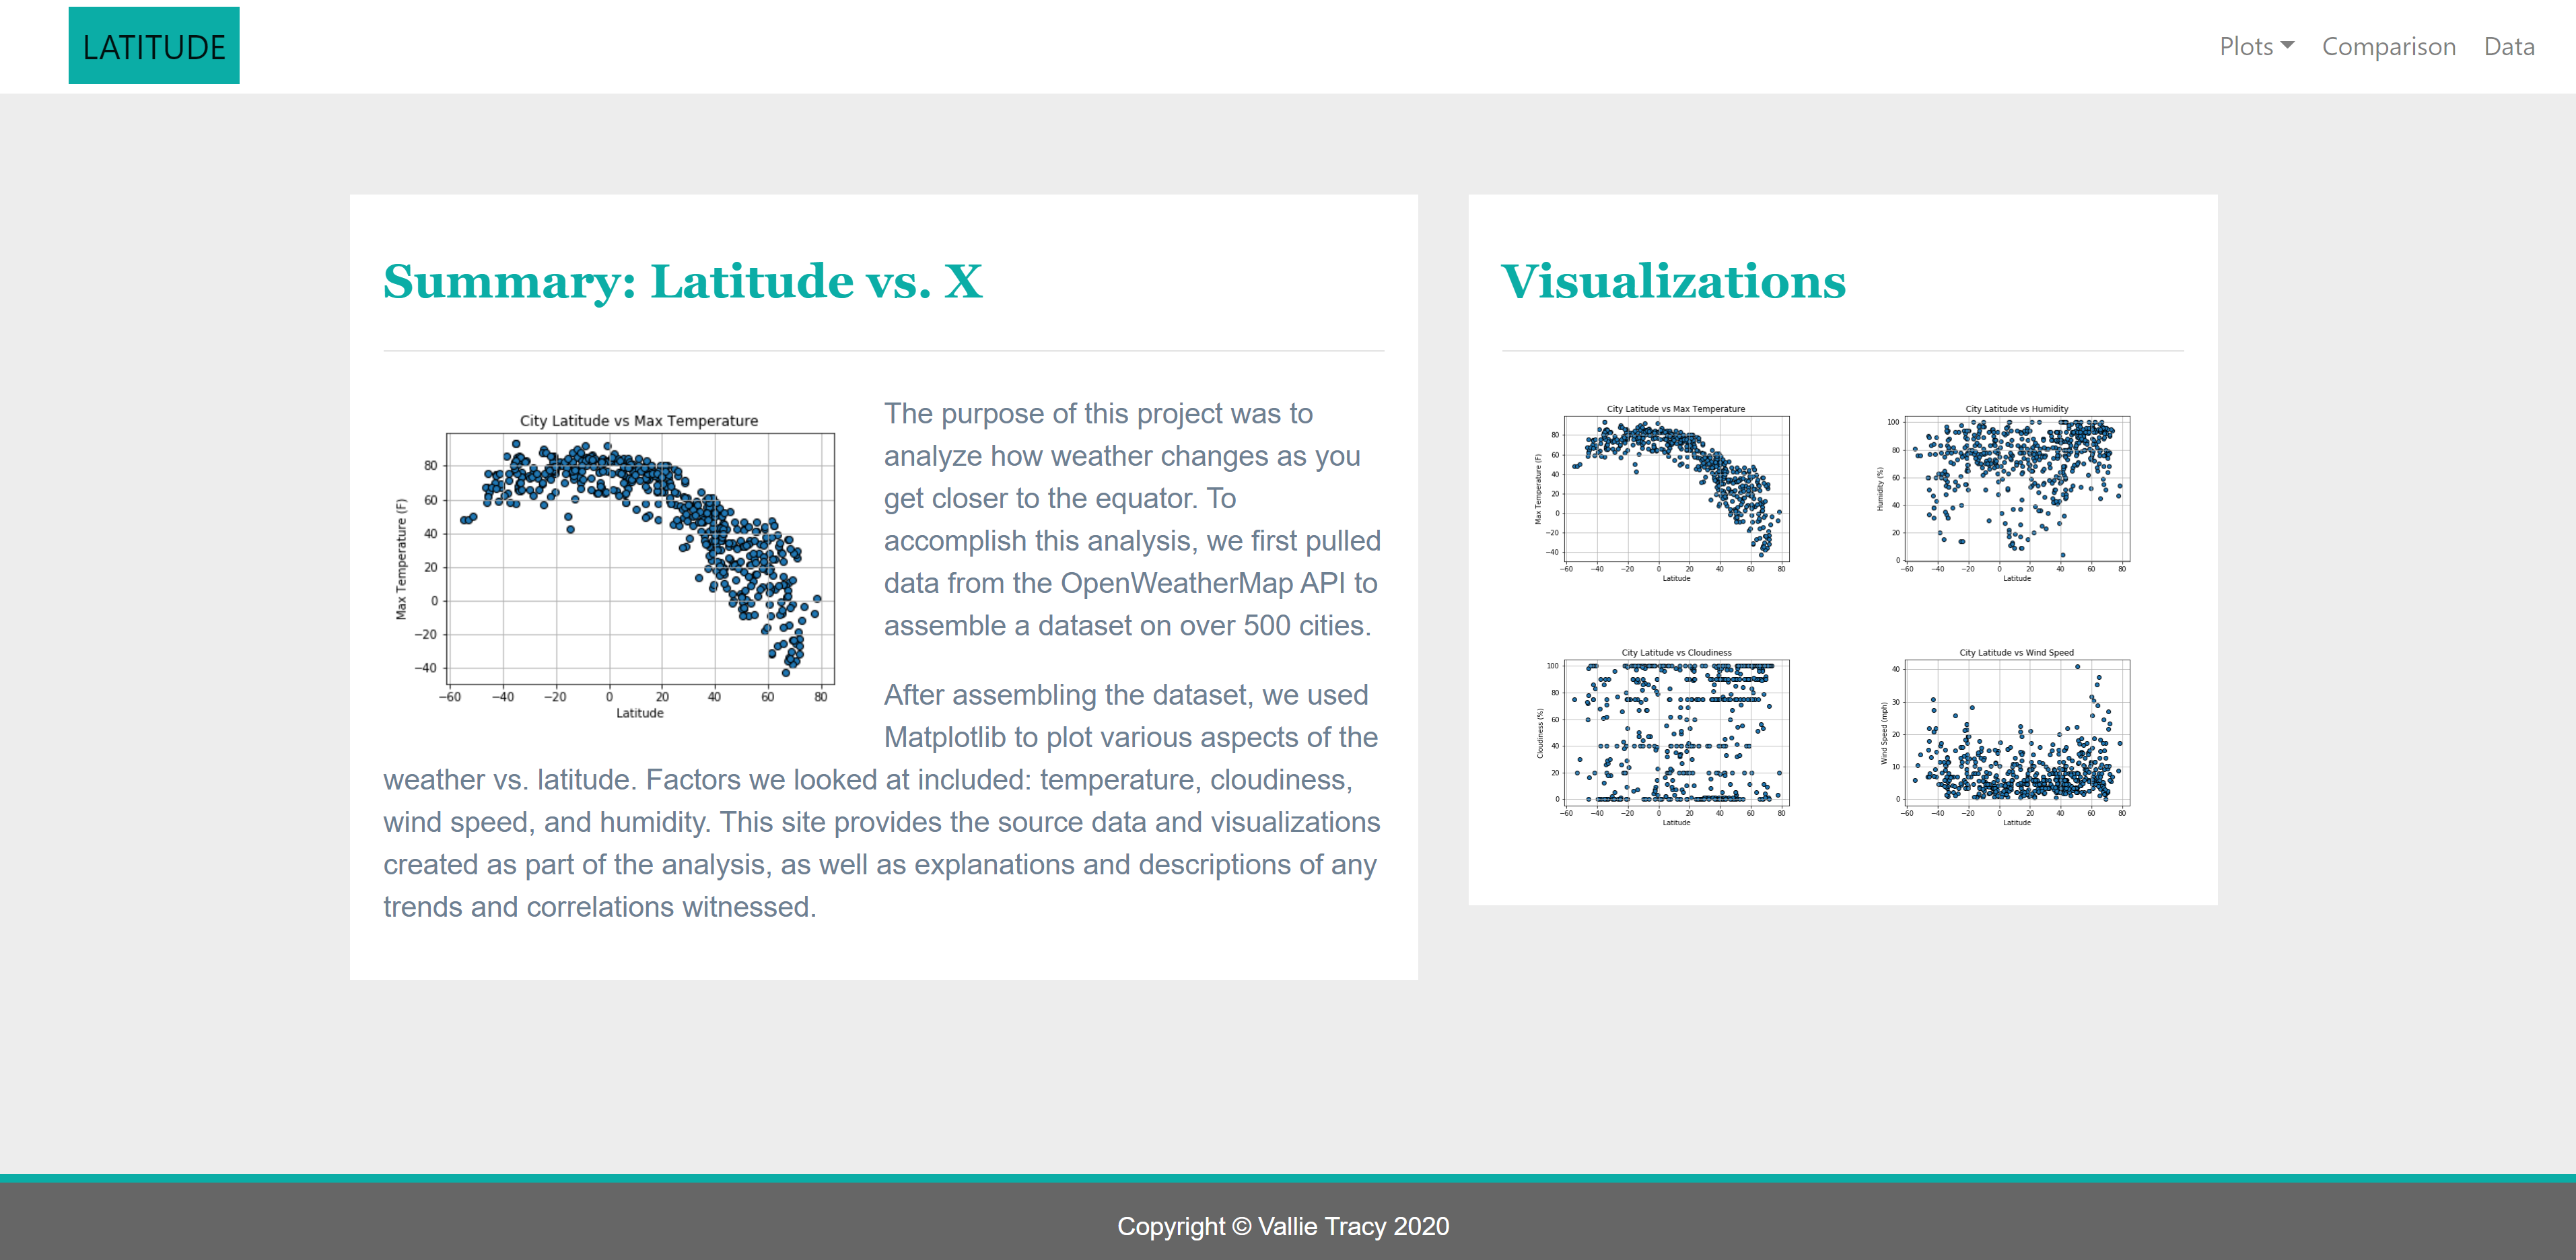 LATITUDE
Plots
Comparison
Data
Summary: Latitude vs. X
City Latitude vs Max Temperature
Max Temperature (F)
80
60
40
20
0
−20
−40
−60 −40 −20 0 20 40 60 80
Latitude
The purpose of this project was to
analyze how weather changes as you
get closer to the equator. To
accomplish this analysis, we first pulled
data from the OpenWeatherMap API to
assemble a dataset on over 500 cities.
After assembling the dataset, we used
Matplotlib to plot various aspects of the
weather vs. latitude. Factors we looked at included: temperature, cloudiness,
wind speed, and humidity. This site provides the source data and visualizations
created as part of the analysis, as well as explanations and descriptions of any
trends and correlations witnessed.
Visualizations
City Latitude vs Max Temperature
Max Temperature (F)
80
60
40
20
0
−20
−40
−60 −40 −20 0 20 40 60 80
Latitude
City Latitude vs Humidity
Humidity (%)
100
80
60
40
20
0
−60 −40 −20 0 20 40 60 80
Latitude
City Latitude vs Cloudiness
Cloudiness (%)
100
80
60
40
20
0
−60 −40 −20 0 20 40 60 80
Latitude
City Latitude vs Wind Speed
Wind Speed (mph)
40
30
20
10
0
−60 −40 −20 0 20 40 60 80
Latitude
Copyright © Vallie Tracy 2020